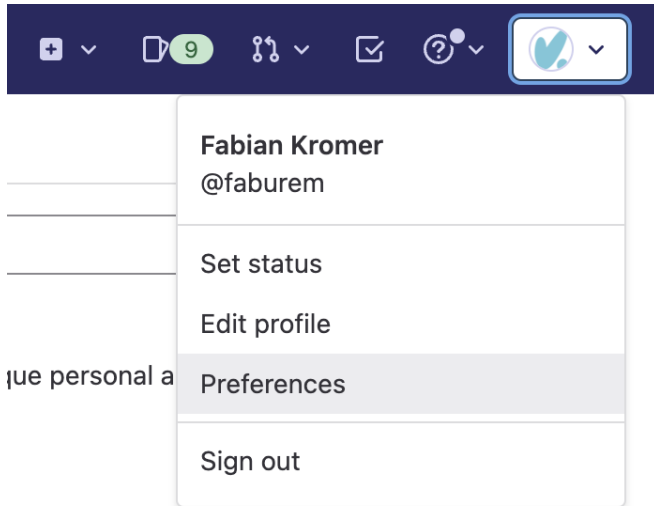 9
Fabian Kromer
@faburem
Set status
Edit profile
que personal a
Preferences
Sign out